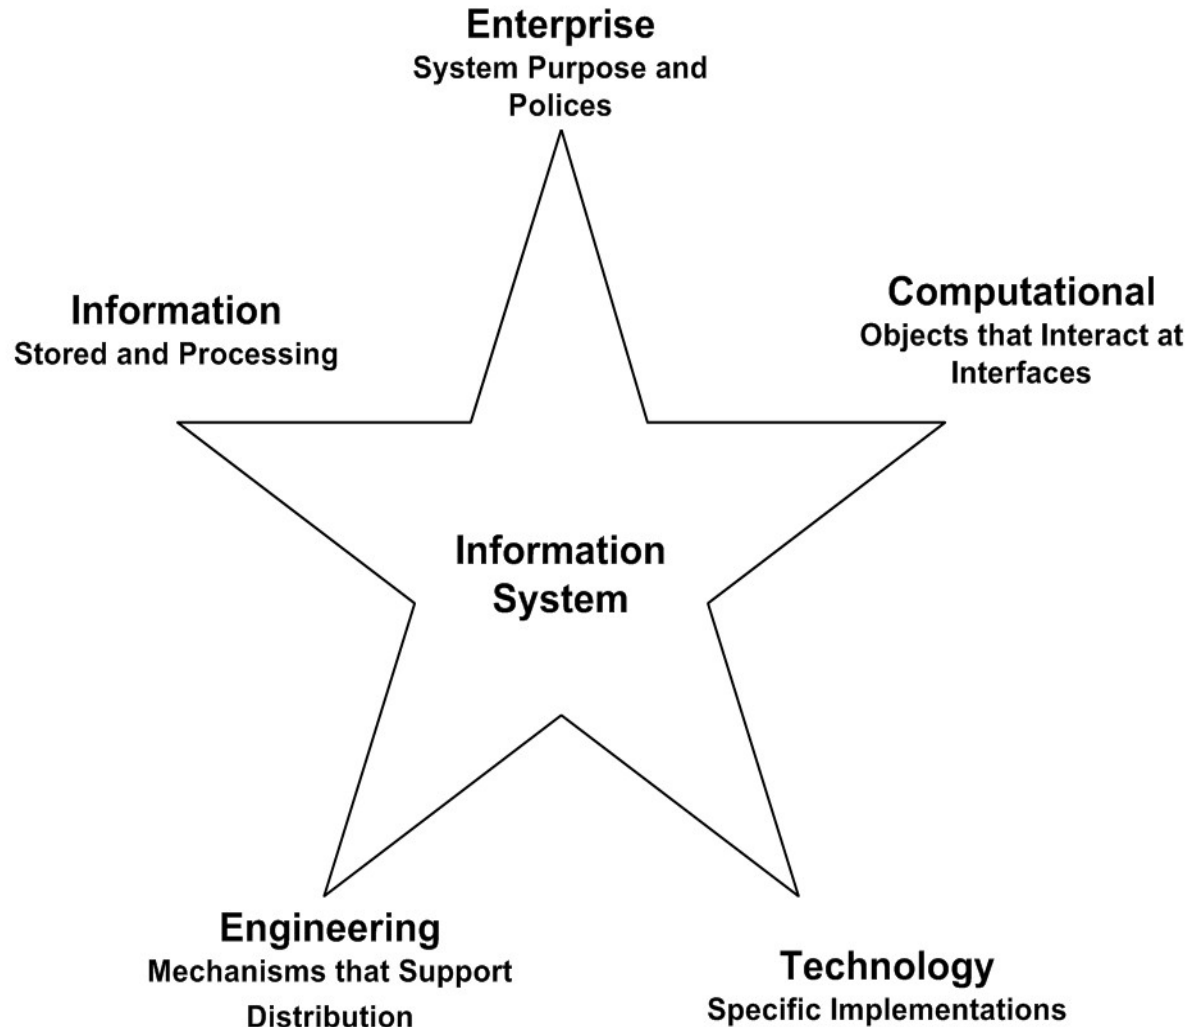 Enterprise
System Purpose and
Polices
Information
Stored and Processing
Computational
Objects that Interact at
Interfaces
Information
System
Engineering
Mechanisms that Support
Distribution
Technology
Specific Implementations